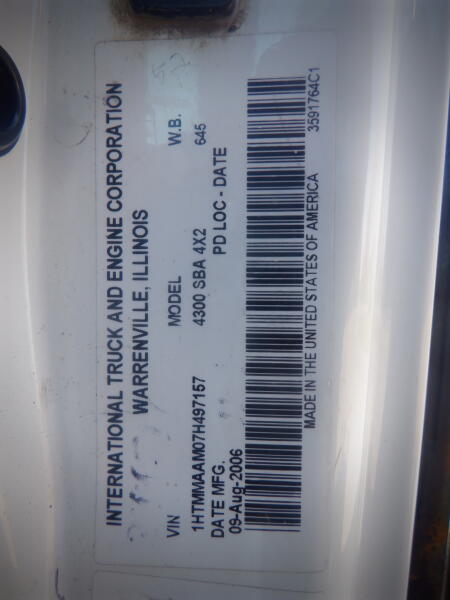 INTERNATIONAL TRUCK AND ENGINE CORPORATION
WARRENVILLE, ILLINOIS
VIN MODEL W.B.
1HTMMAAM07H497157 4300 SBA 4X2 645
DATE MFG. PD LOC - DATE
09-Aug-2006
MADE IN THE UNITED STATES OF AMERICA 3591764C1